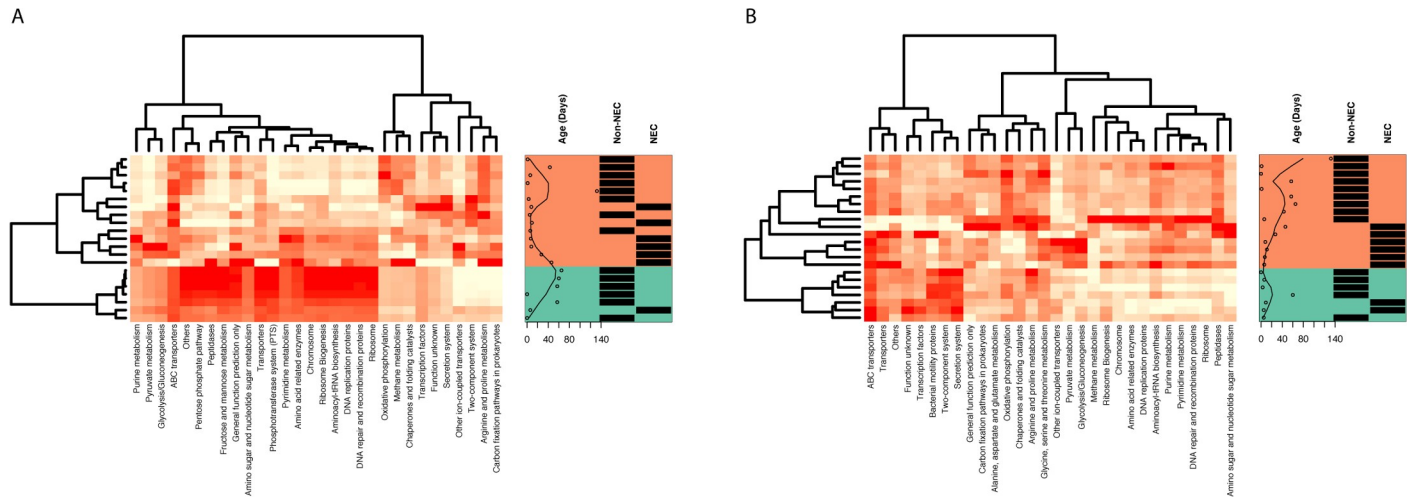 A
Age (Days)
Non-NEC
NEC
0
40
80
140
Purine metabolism
Pyruvate metabolism
Glycolysis/Gluconeogenesis
ABC transporters
Others
Pentose phosphate pathway
Peptidases
Fructose and mannose metabolism
General function prediction only
Amino sugar and nucleotide sugar metabolism
Transporters
Phosphotransferase system (PTS)
Pyrimidine metabolism
Amino acid related enzymes
Chromosome
Ribosome Biogenesis
Aminoacyl-tRNA biosynthesis
DNA replication proteins
DNA repair and recombination proteins
Ribosome
Oxidative phosphorylation
Methane metabolism
Chaperones and folding catalysts
Transcription factors
Function unknown
Secretion system
Other ion-coupled transporters
Two-component system
Arginine and proline metabolism
Carbon fixation pathways in prokaryotes
B
Age (Days)
Non-NEC
NEC
0
40
80
140
ABC transporters
Transporters
Others
Function unknown
Transcription factors
Bacterial motility proteins
Two-component system
Secretion system
General function prediction only
Carbon fixation pathways in prokaryotes
Alanine, aspartate and glutamate metabolism
Oxidative phosphorylation
Chaperones and folding catalysts
Arginine and proline metabolism
Glycine, serine and threonine metabolism
Other ion-coupled transporters
Pyruvate metabolism
Glycolysis/Gluconeogenesis
Methane metabolism
Ribosome Biogenesis
Chromosome
Amino acid related enzymes
DNA replication proteins
Aminoacyl-tRNA biosynthesis
Purine metabolism
Pyrimidine metabolism
DNA repair and recombination proteins
Ribosome
Peptidases
Amino sugar and nucleotide sugar metabolism